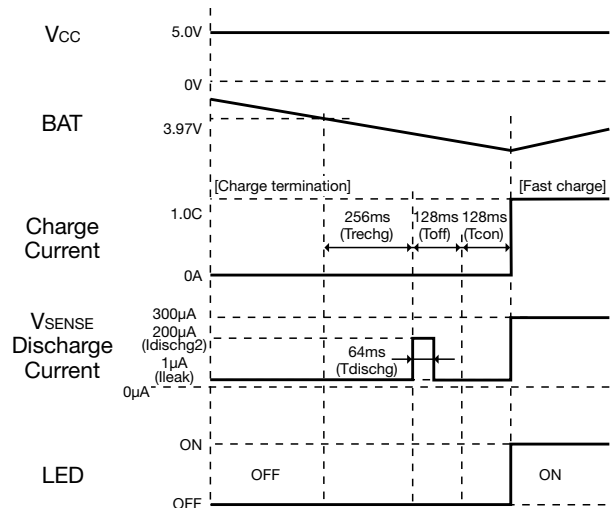 VCC
5.0V
0V
BAT
3.97V
[Charge termination]
[Fast charge]
Charge
Current
1.0C
256ms
(Trechg)
128ms
(Toff)
128ms
(Tcon)
0A
VSENSE
Discharge
Current
300µA
200µA
(Idischg2)
1µA
(Ileak)
0µA
64ms
(Tdischg)
LED
ON
OFF
ON
OFF